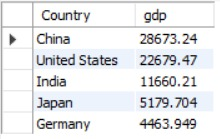 Country gdp
China 28673.24
United States 22679.47
India 11660.21
Japan 5179.704
Germany 4463.949